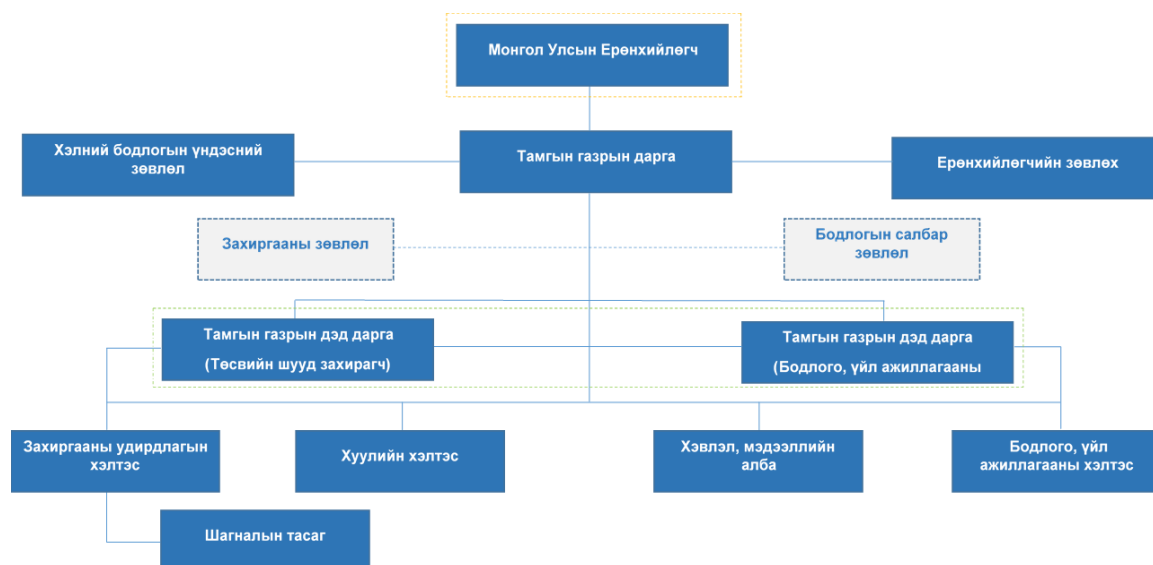 Монгол Улсын Ерөнхийлөгч
Хэлний бодлогын үндэсний
зөвлөл
Тамгын газрын дарга
Ерөнхийлөгчийн зөвлөх
Захиргааны зөвлөл
Бодлогын салбар
зөвлөл
Тамгын газрын дэд дарга
(Төсвийн шууд захирагч)
Тамгын газрын дэд дарга
(Бодлого, үйл ажиллагааны
Захиргааны удирдлагын
хэлтэс
Хуулийн хэлтэс
Хэвлэл, мэдээллийн
алба
Бодлого, үйл
ажиллагааны хэлтэс
Шагналын тасаг